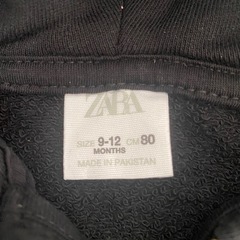 ZARA
SIZE 9-12 CM 80
MONTHS
MADE IN PAKISTAN